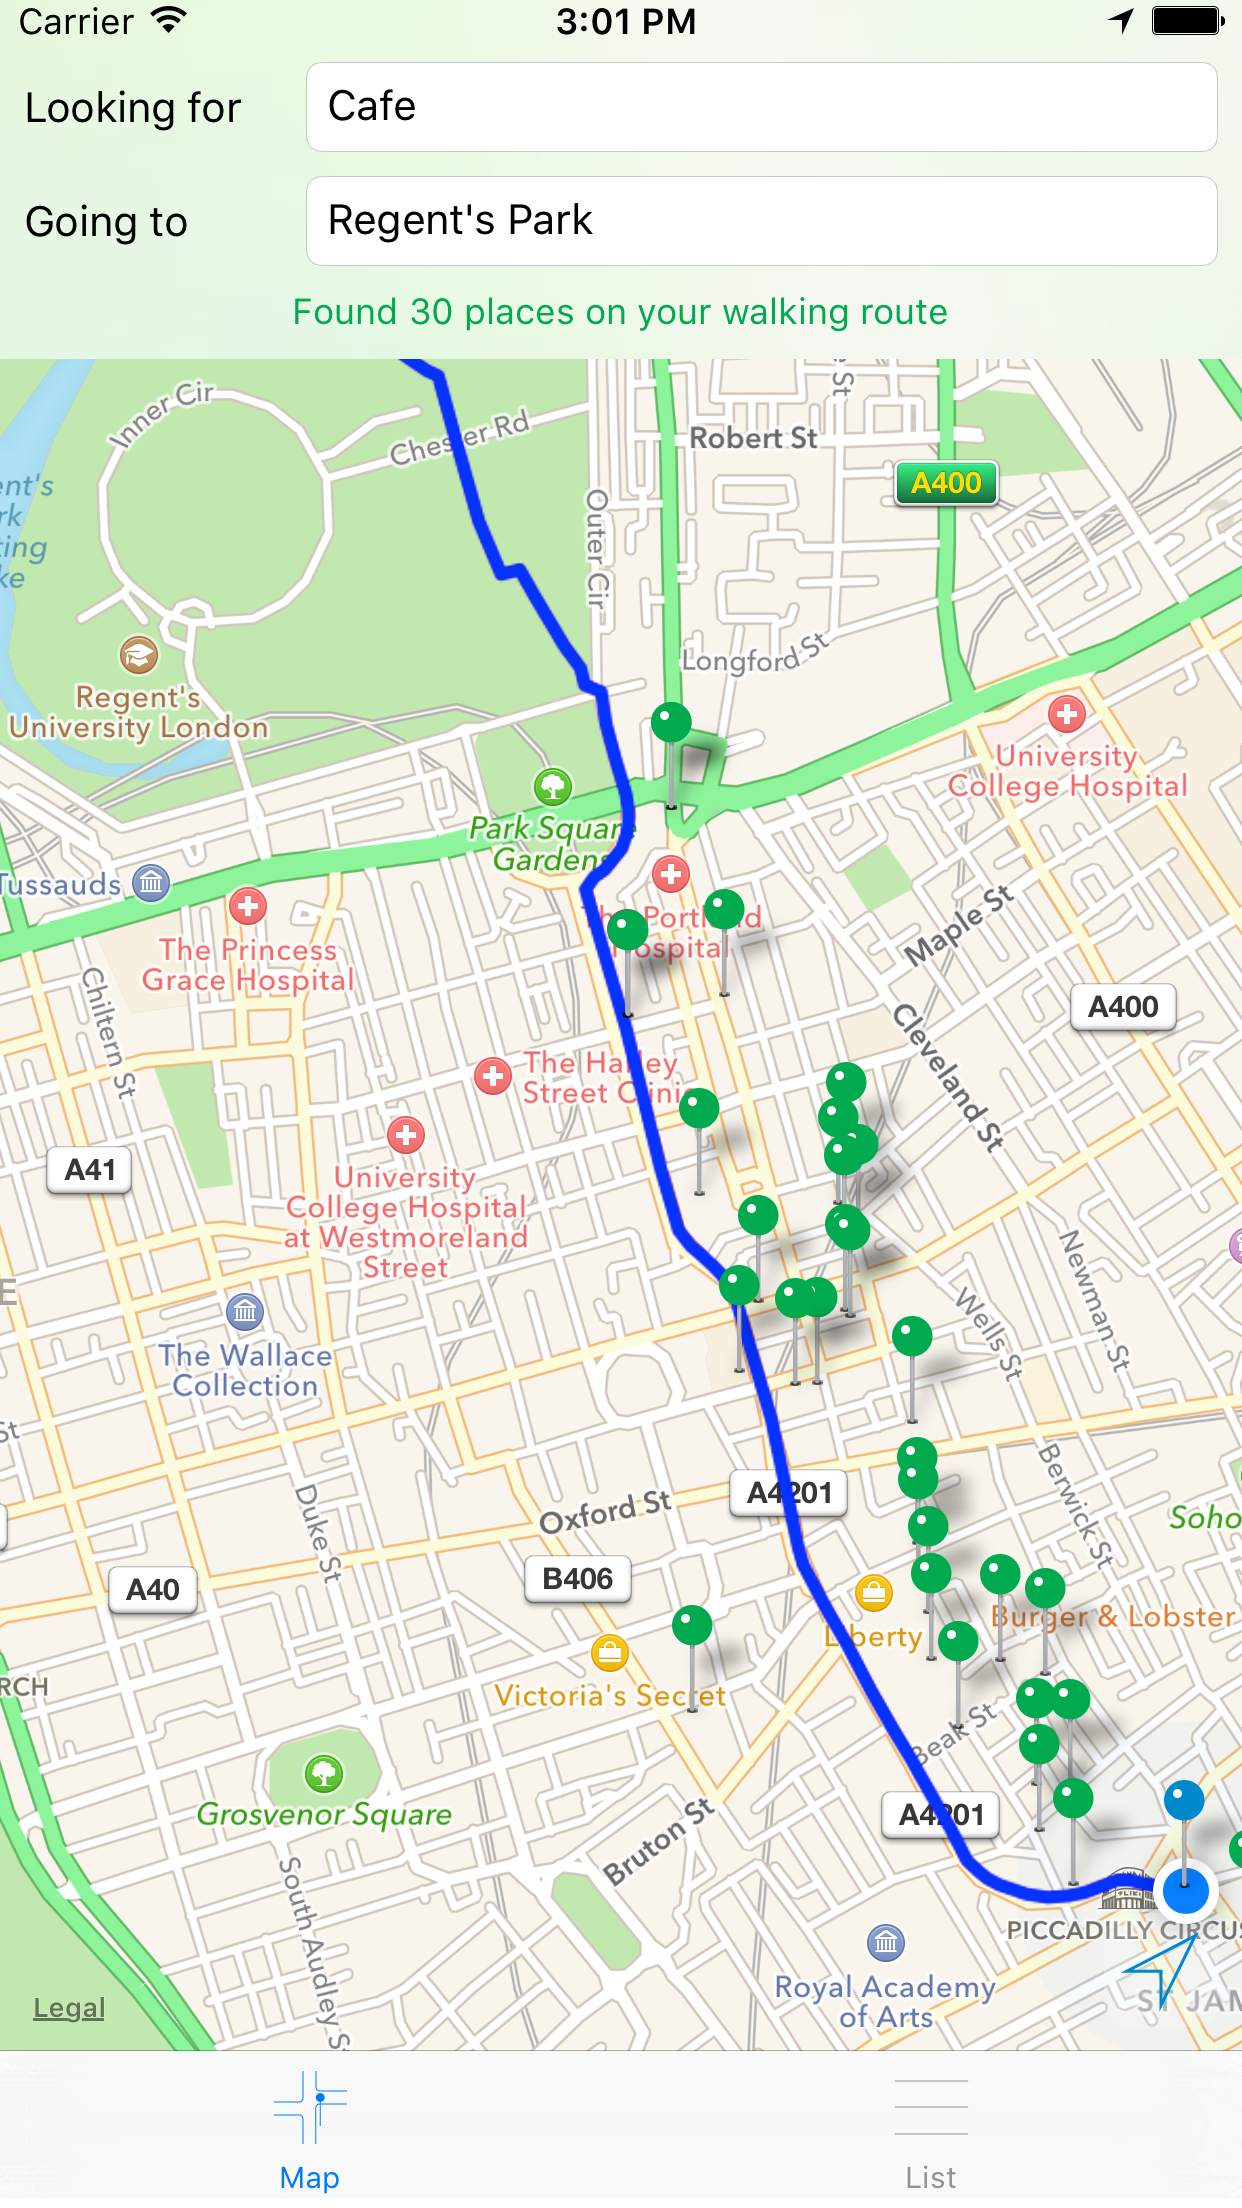 Carrier
3:01 PM
Looking for
Cafe
Going to
Regent's Park
Found 30 places on your walking route
Inner Cir
Chester Rd
St
Robert St
A400
ent's
rk
ting
ke
Outer Cir
Longford St
Regent's
University London
University
College Hospital
Park Square
Gardens
Tussauds
The Princess
Grace Hospital
The Portland
Hospital
Maple St
A400
Chiltern St
Cleveland St
The Harley
Street Clinic
A41
University
College Hospital
at Westmoreland
Street
Newman St
E
Wells St
The Wallace
Collection
St
Berwick St
Duke St
Oxford St
A4201
Soho
B406
A40
Burger & Lobster
Liberty
Victoria's Secret
RCH
Beak St
Grosvenor Square
A4201
Bruton St
South Audley S
PICCADILLY CIRCUS
Royal Academy
of Arts
ST JAM
Legal
Map
List